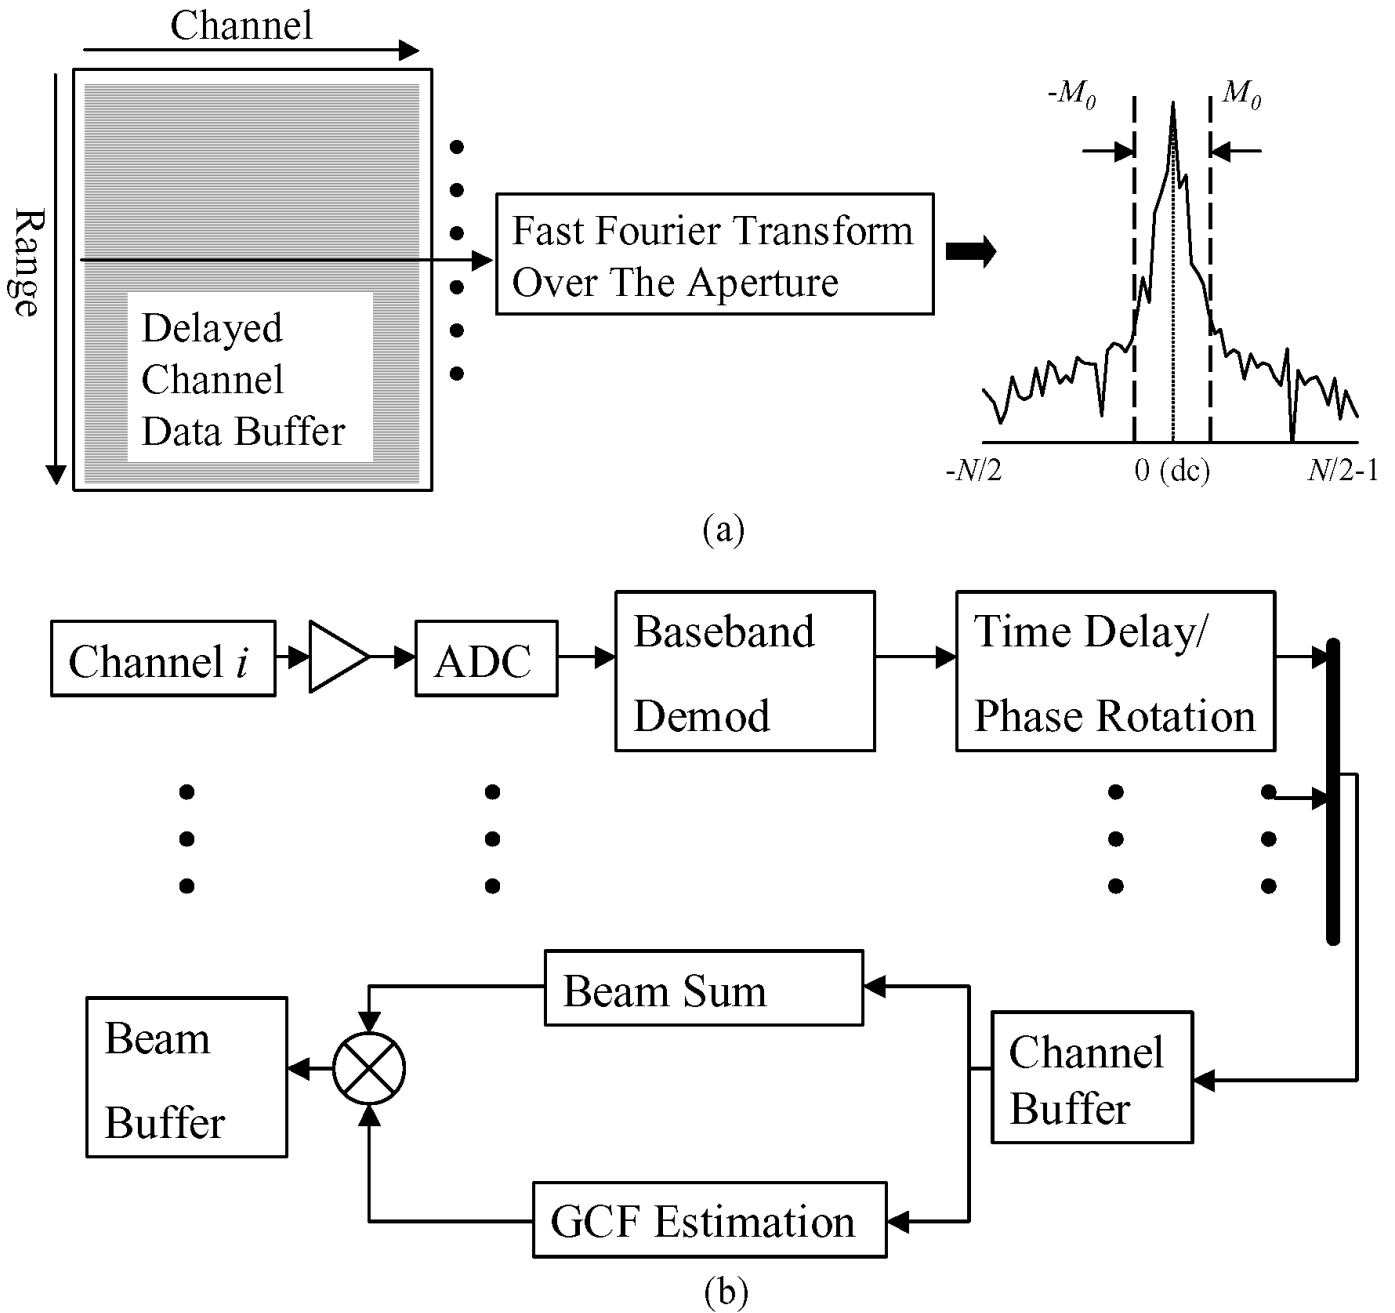 Channel
Range
Delayed
Channel
Data Buffer
Fast Fourier Transform
Over The Aperture
-M₀
M₀
-N/2
0 (dc)
N/2-1
(a)
Channel i
ADC
Baseband
Demod
Time Delay/
Phase Rotation
Beam Sum
Beam
Buffer
Channel
Buffer
GCF Estimation
(b)